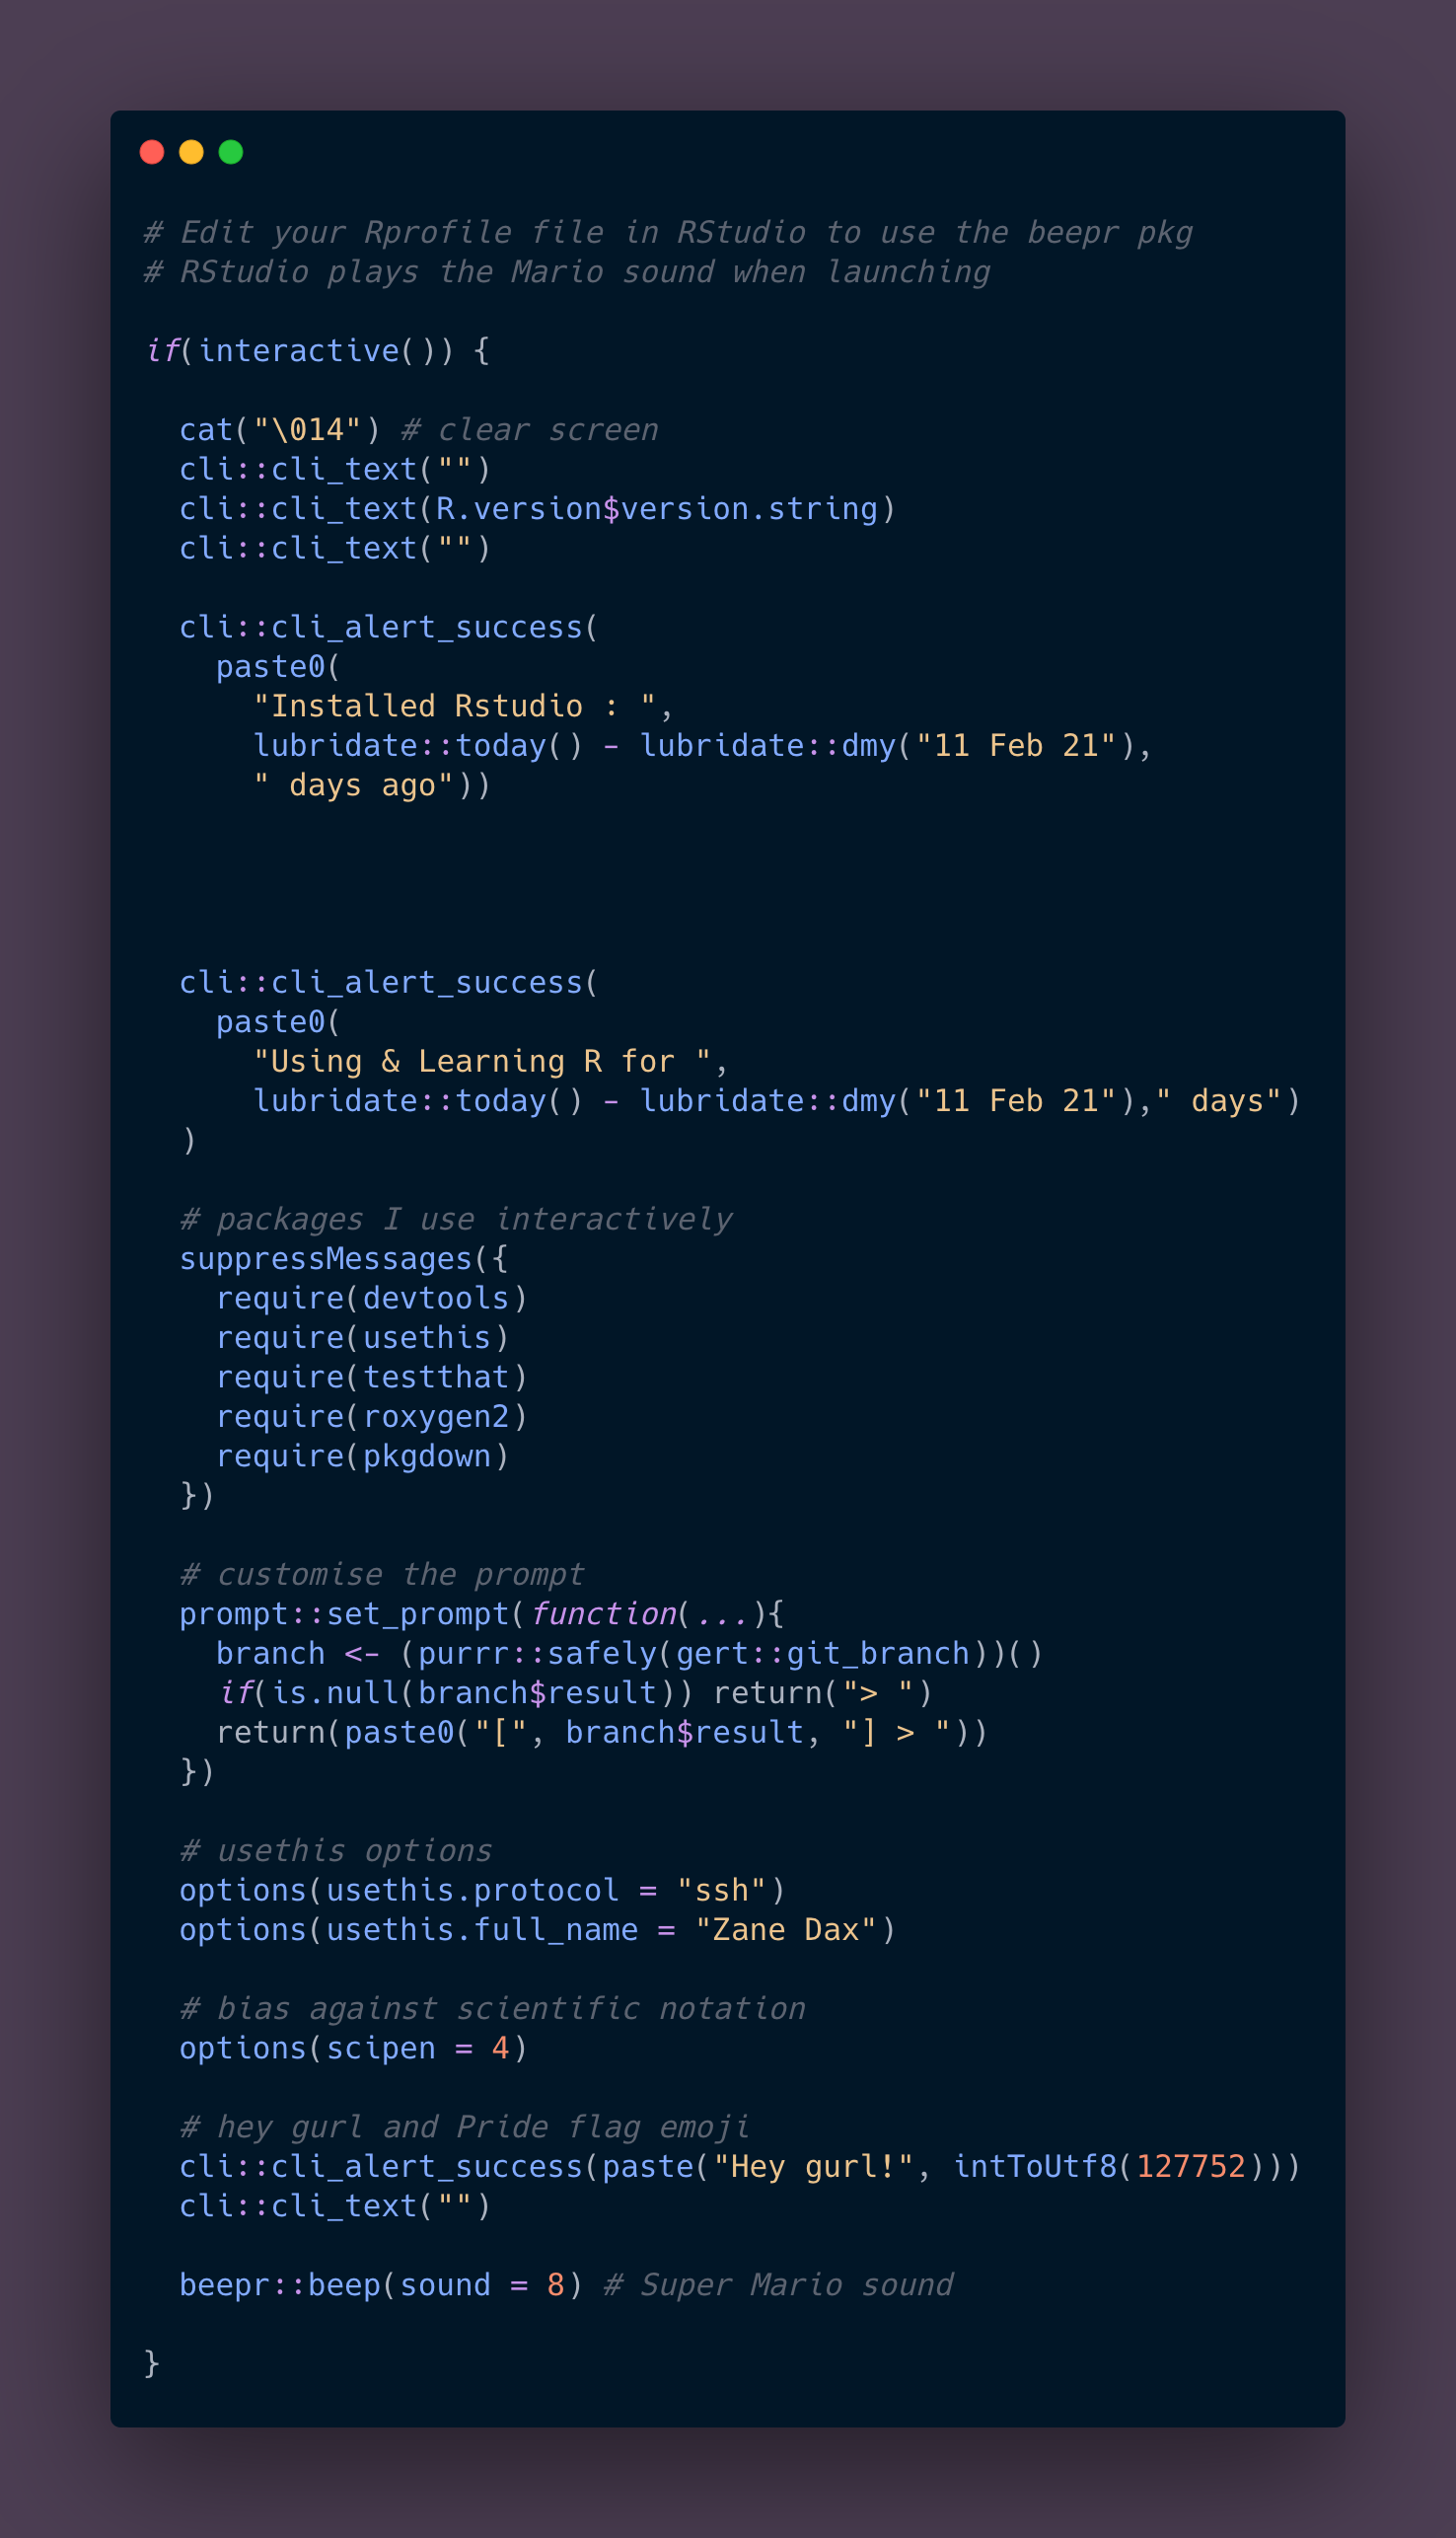 # Edit your Rprofile file in RStudio to use the beepr pkg
# RStudio plays the Mario sound when launching
if(interactive()) {
  cat("\014") # clear screen
  cli::cli_text("")
  cli::cli_text(R.version$version.string)
  cli::cli_text("")
  cli::cli_alert_success(
    paste0(
      "Installed Rstudio : ",
      lubridate::today() - lubridate::dmy("11 Feb 21"),
      " days ago"))
  cli::cli_alert_success(
    paste0(
      "Using & Learning R for ",
      lubridate::today() - lubridate::dmy("11 Feb 21")," days")
  )
  # packages I use interactively
  suppressMessages({
    require(devtools)
    require(usethis)
    require(testthat)
    require(roxygen2)
    require(pkgdown)
  })
  # customise the prompt
  prompt::set_prompt(function(...){
    branch <- (purrr::safely(gert::git_branch))()
    if(is.null(branch$result)) return("> ")
    return(paste0("[", branch$result, "] > "))
  })
  # usethis options
  options(usethis.protocol = "ssh")
  options(usethis.full_name = "Zane Dax")
  # bias against scientific notation
  options(scipen = 4)
  # hey gurl and Pride flag emoji
  cli::cli_alert_success(paste("Hey gurl!", intToUtf8(127752)))
  cli::cli_text("")
  beepr::beep(sound = 8) # Super Mario sound
}